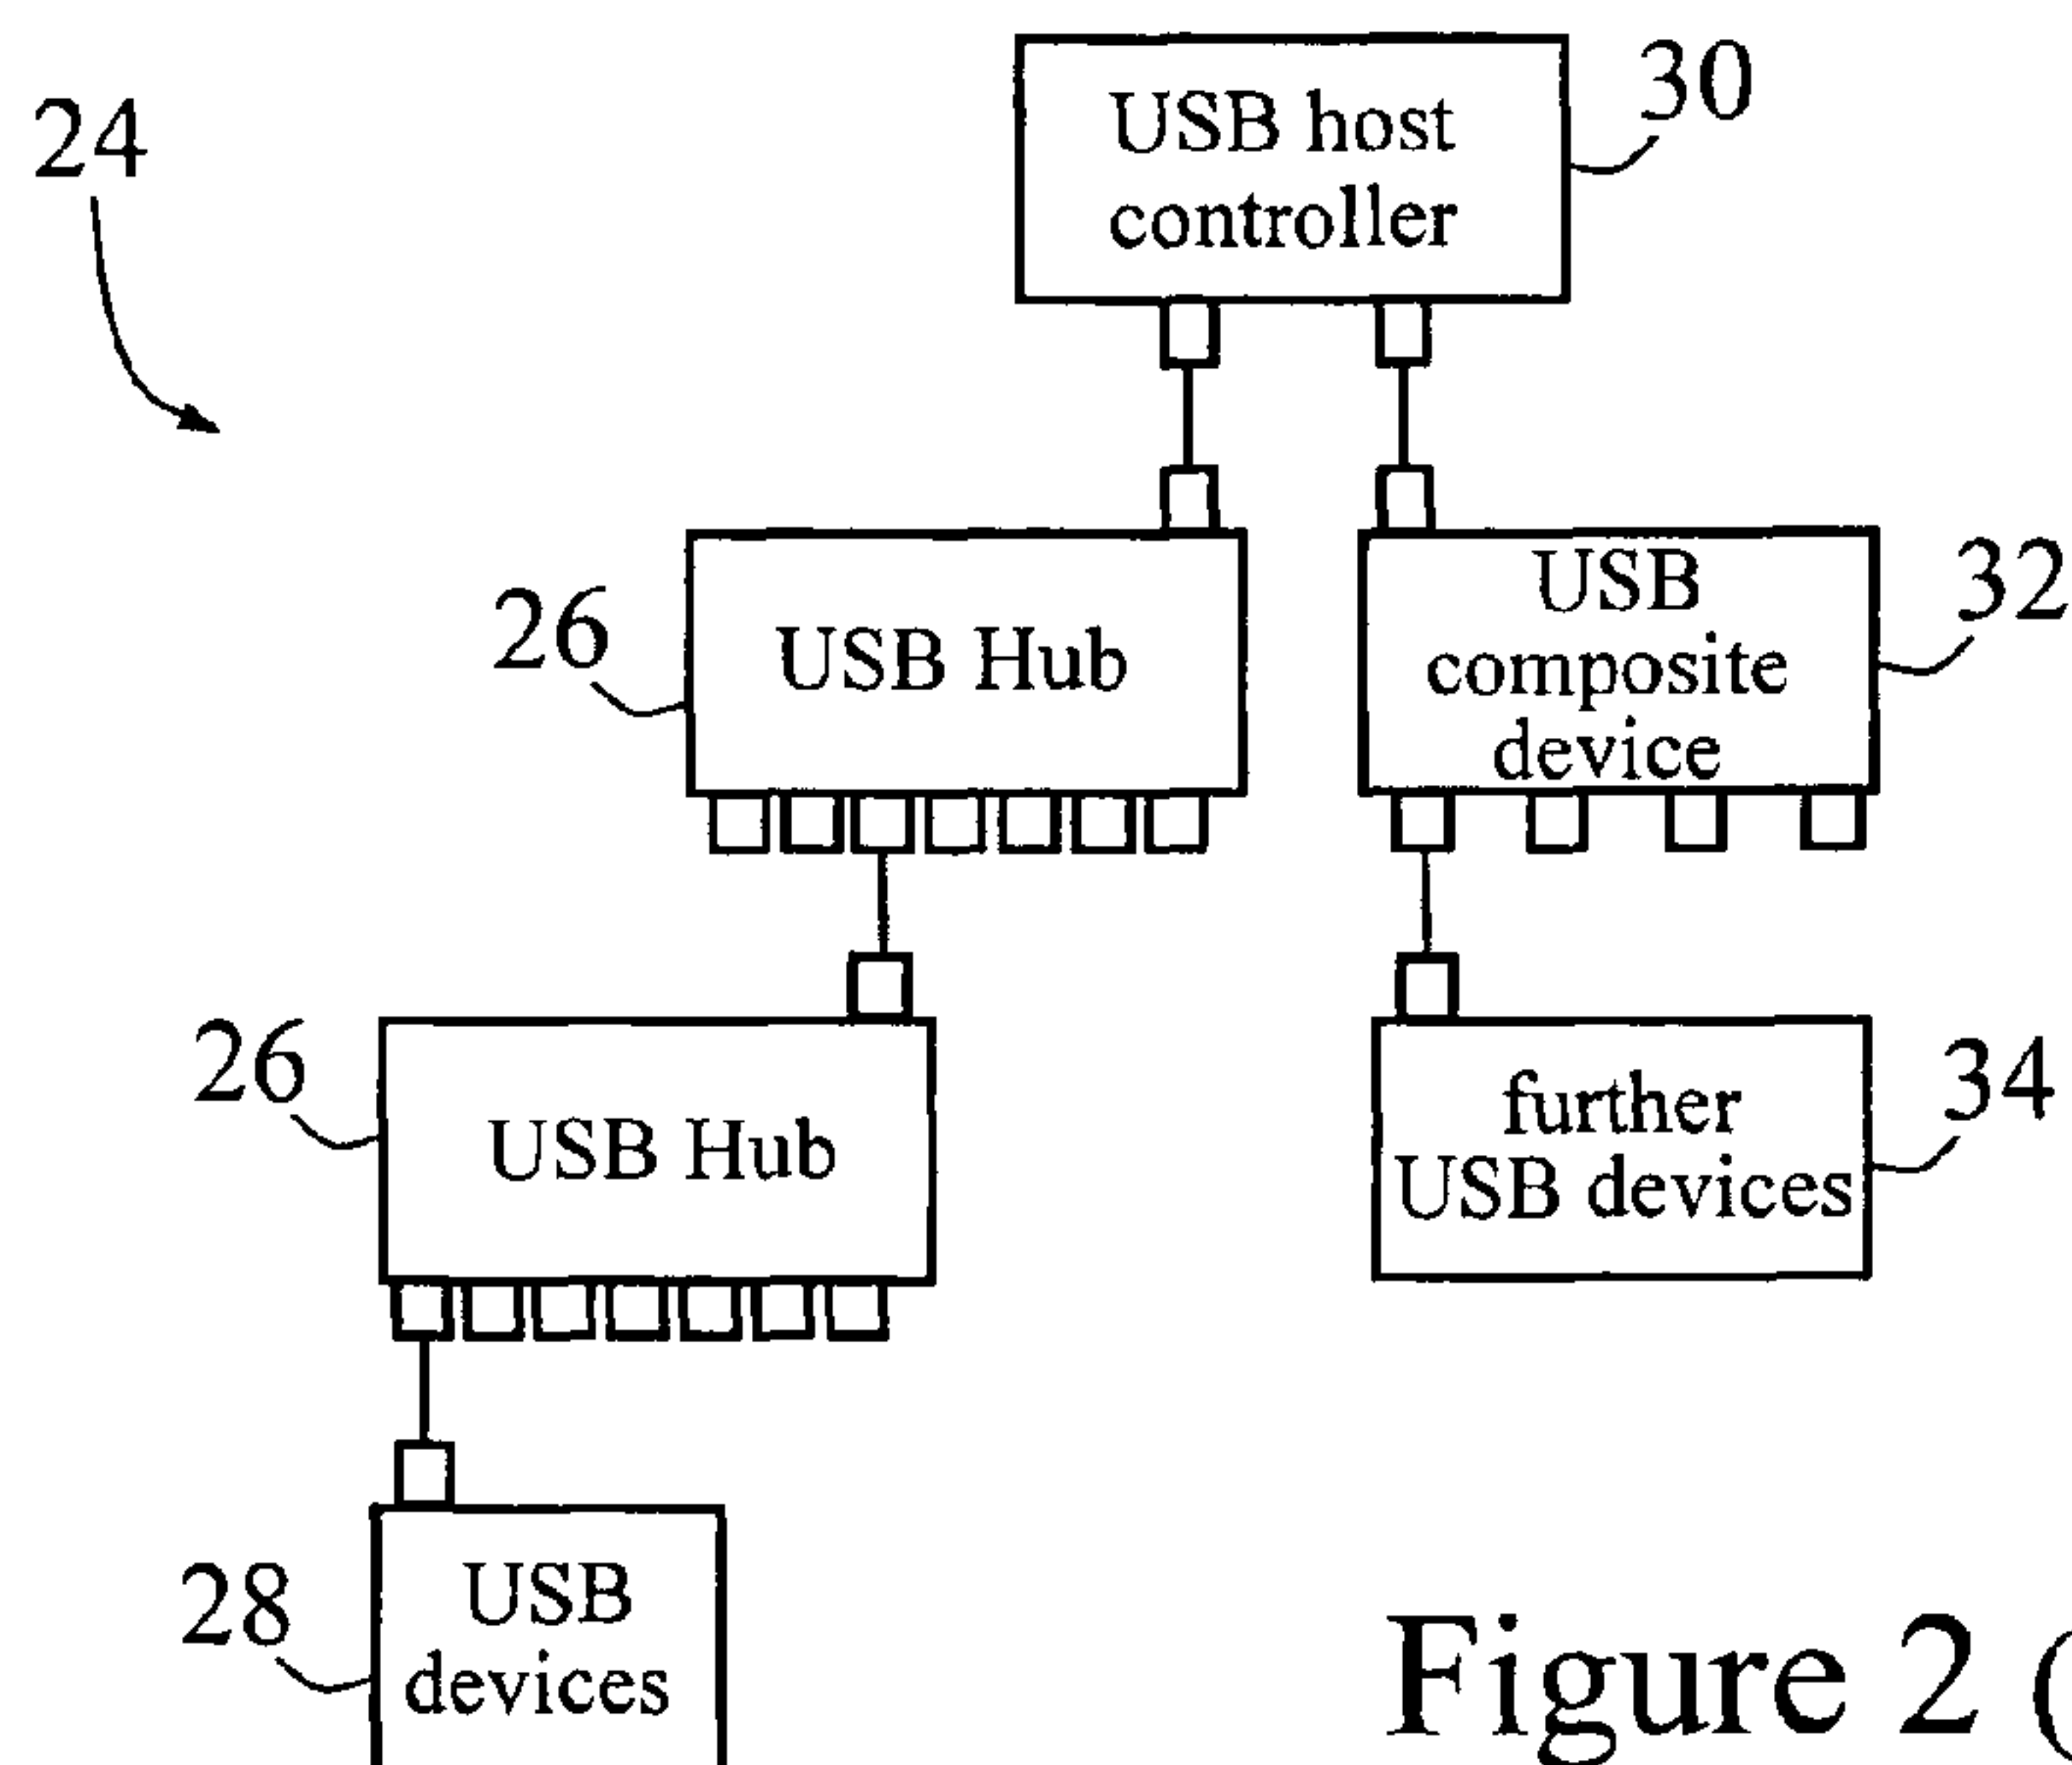 30
USB host
controller
24
26
USB Hub
USB
composite
device
32
26
USB Hub
further
USB devices
34
28
USB
devices
Figure 2 (